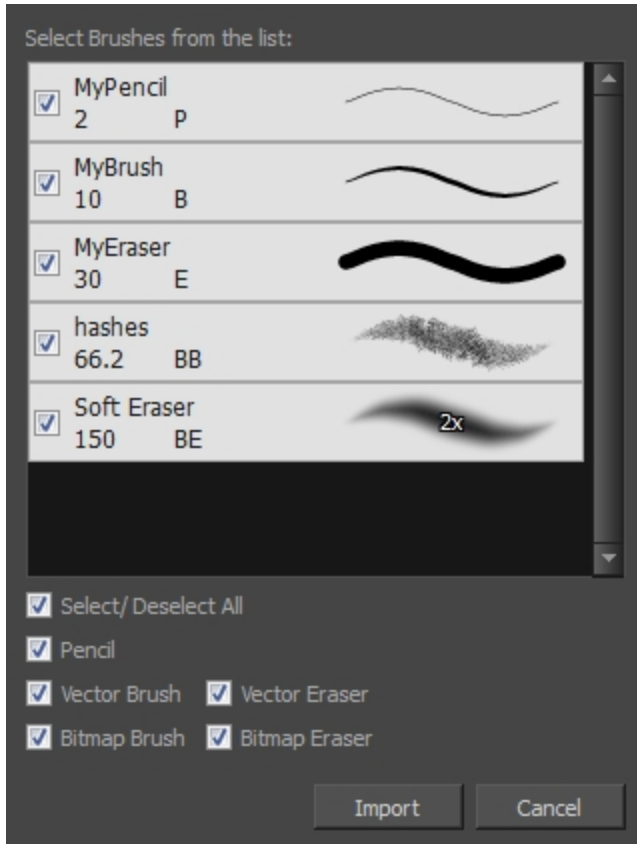 Select Brushes from the list:
MyPencil
2 P
MyBrush
10 B
MyEraser
30 E
hashes
66.2 BB
Soft Eraser
150 BE
2x
Select/ Deselect All
Pencil
Vector Brush Vector Eraser
Bitmap Brush Bitmap Eraser
Import Cancel